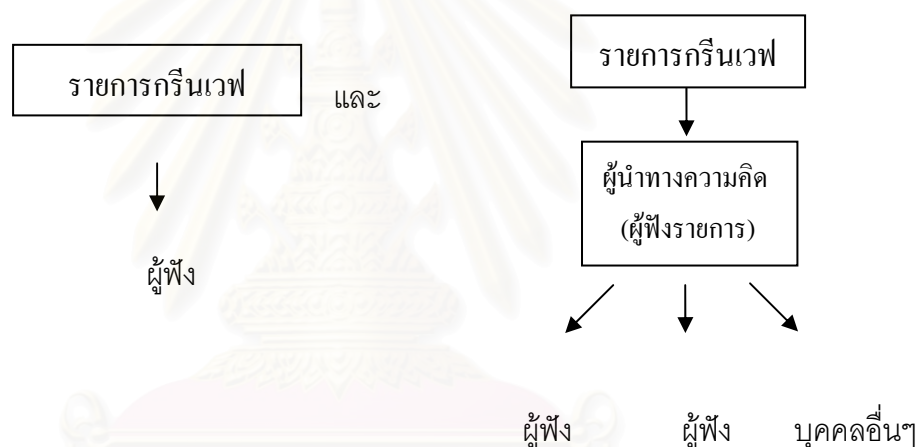 รายการกรีนเวฟ
และ
ผู้ฟัง
รายการกรีนเวฟ
ผู้นำทางความคิด
(ผู้ฟังรายการ)
ผู้ฟัง ผู้ฟัง บุคคลอื่นๆ